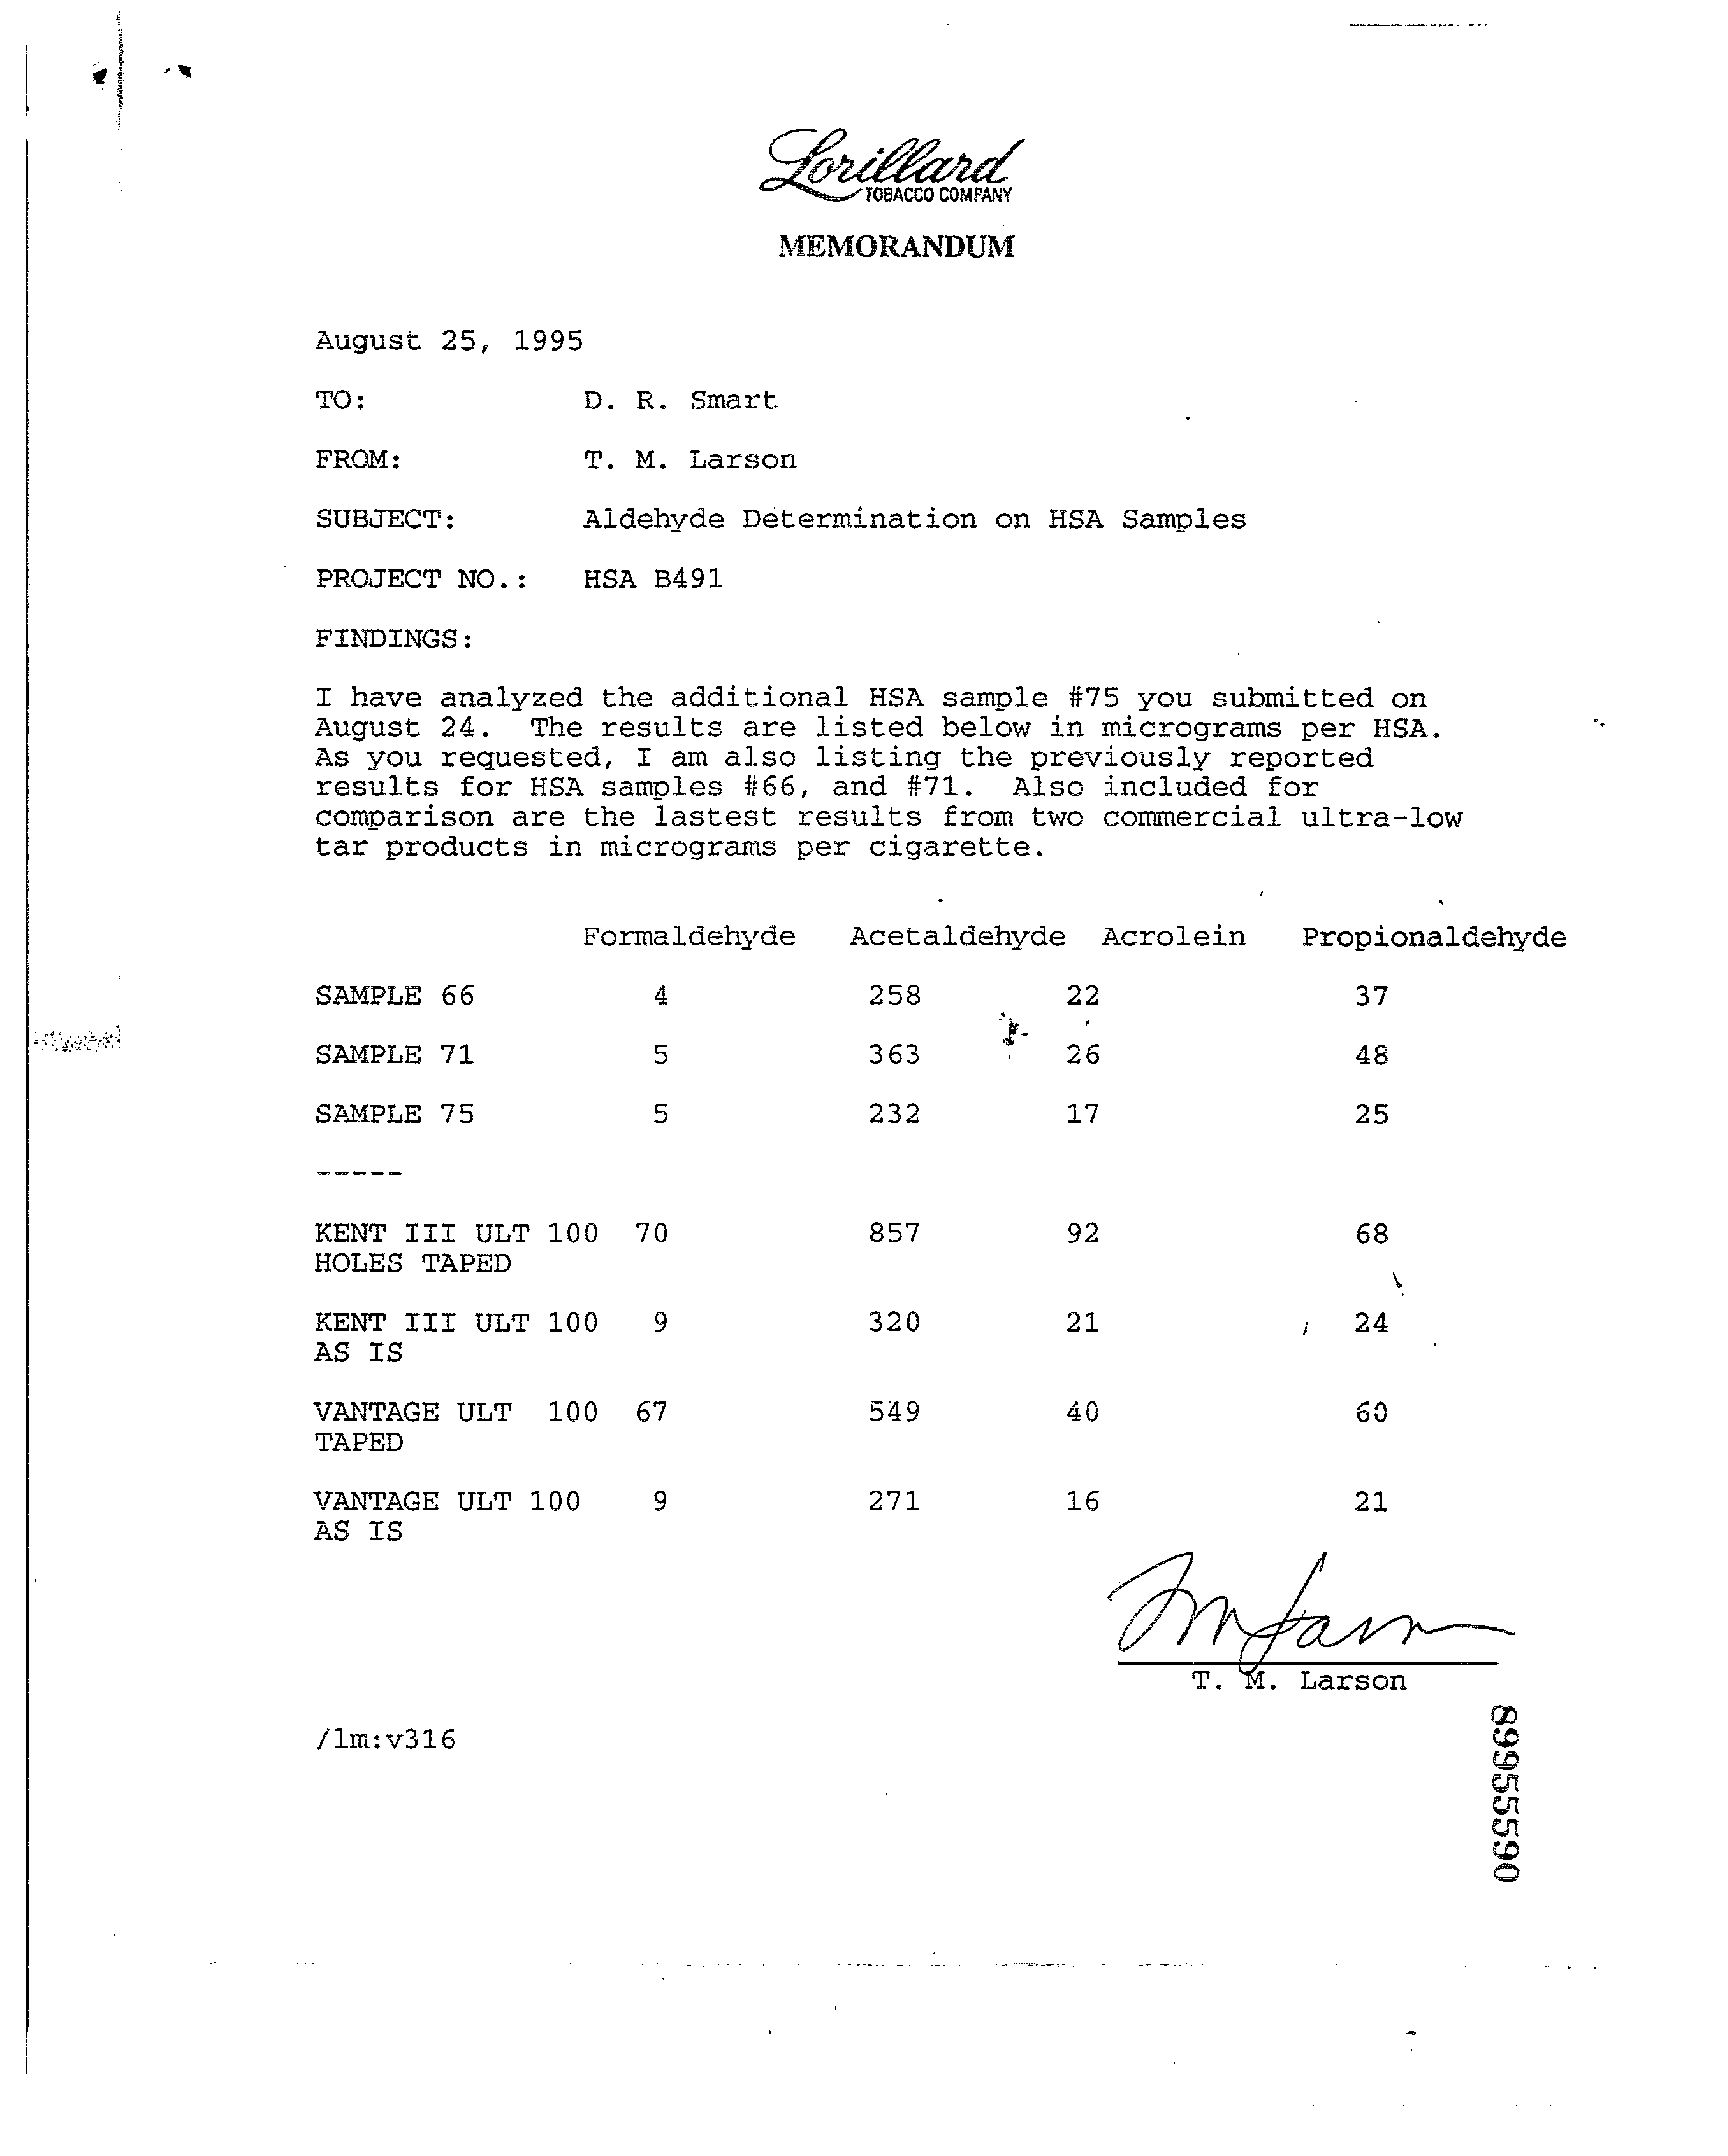 Lorillard
TOBACCO COMPANY
MEMORANDUM
August 25, 1995
TO: D. R. Smart
FROM: T. M. Larson
SUBJECT: Aldehyde Determination on HSA Samples
PROJECT NO.: HSA B491
FINDINGS:
I have analyzed the additional HSA sample #75 you submitted on
August 24. The results are listed below in micrograms per HSA.
As you requested, I am also listing the previously reported
results for HSA samples #66, and #71. Also included for
comparison are the lastest results from two commercial ultra-low
tar products in micrograms per cigarette.
Formaldehyde Acetaldehyde Acrolein Propionaldehyde
SAMPLE 66 4 258 22 37
SAMPLE 71 5 363 26 48
SAMPLE 75 5 232 17 25
-----
KENT III ULT 100 70 857 92 68
HOLES TAPED
KENT III ULT 100 9 320 21 24
AS IS
VANTAGE ULT 100 67 549 40 60
TAPED
VANTAGE ULT 100 9 271 16 21
AS IS
T. M. Larson
/lm:v316
89955590